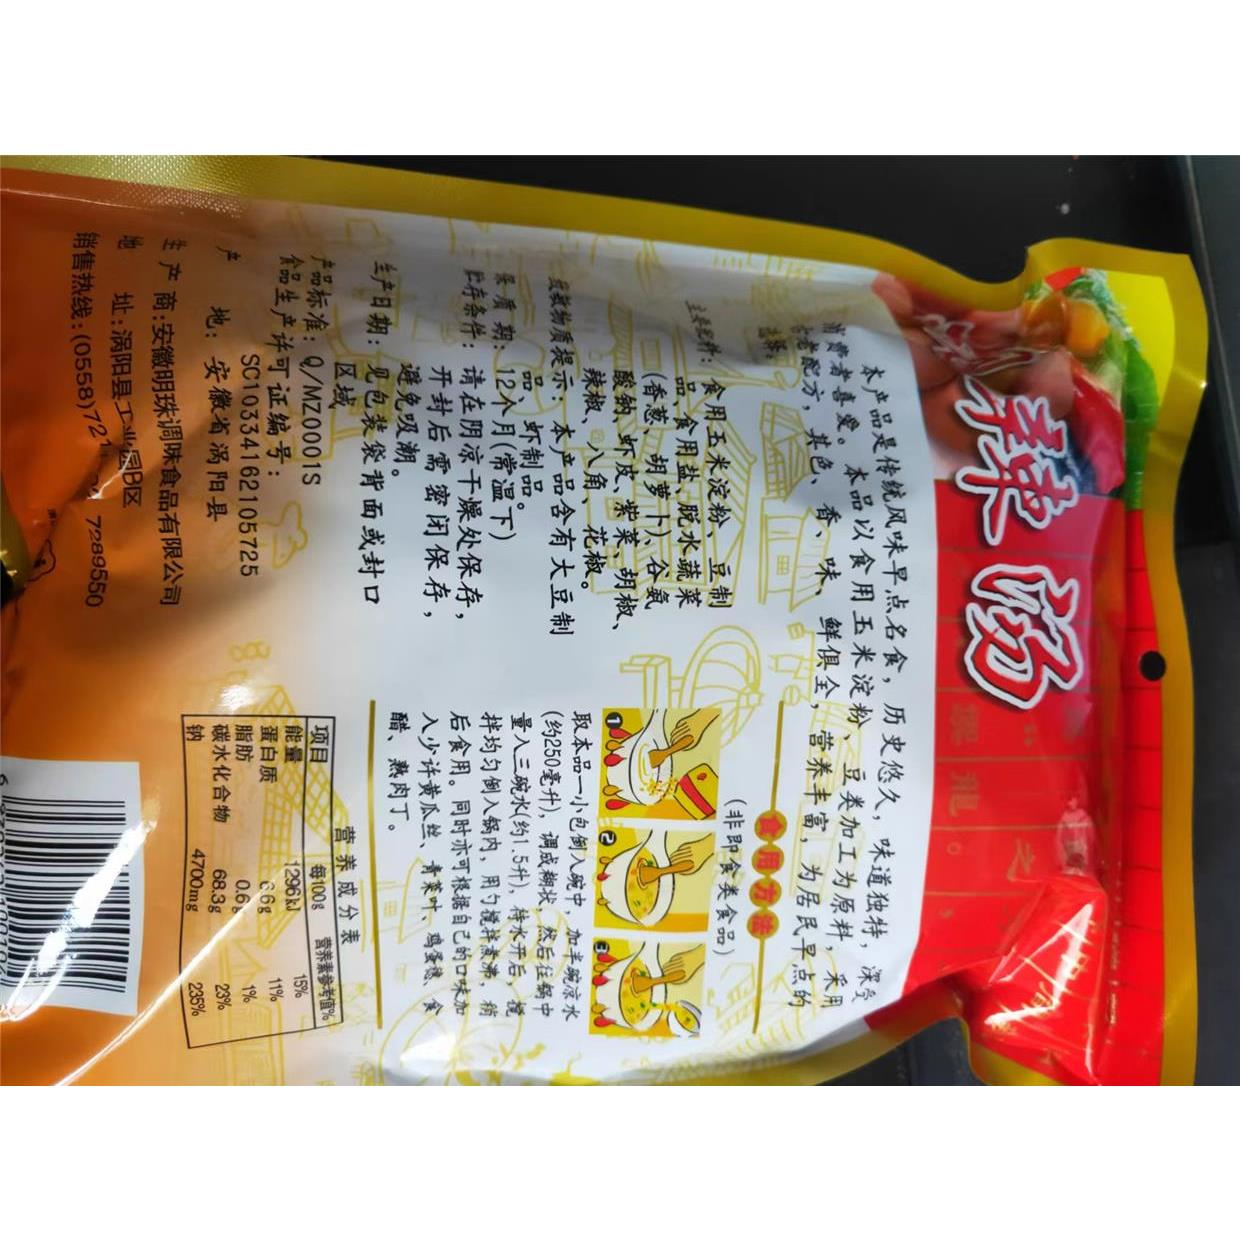 辣汤
本产品是传统风味早点名食，历史悠久，味道独特，深受
消费者喜爱。本品以食用玉米淀粉、豆类加工为原料，采用
配方，其色、香、味、鲜俱全，营养丰富，为居民早点的
食用玉米淀粉、豆制
品、食用盐、脱水蔬菜
(香葱、胡萝卜)、谷氨
酸钠、虾皮、紫菜、胡椒、
辣椒、八角、花椒。
致敏物质提示：本产品含有大豆制
品、虾制品。
保质期：12个月(常温下)
贮存条件：请在阴凉干燥处保存，
开封后需密闭保存，
避免吸潮。
生产日期：见包装袋背面或封口
区域
产品标准：Q/MZ0001S
食品生产许可证编号：
SC10334162105725
产地：安徽省涡阳县
生产商：安徽明珠调味食品有限公司
地址：涡阳县工业园B区
销售热线：(0558)721 7289550
食用方法
(非即食类食品)
1 2 3
取本品一小包倒入碗中，加半碗凉水
(约250毫升)，调成糊状，然后往锅中
量入三碗水(约1.5升)，待水开后，搅
拌均匀倒入锅内，用勺搅拌煮沸，稍
后食用。同时亦可根据自己的口味加
入少许黄瓜丝、青菜叶、鸡蛋穗、食
醋、熟肉丁。
营养成分表
项目 每100g 营养素参考值%
能量 1296kJ 15%
蛋白质 6.6g 11%
脂肪 0.6g 1%
碳水化合物 68.3g 23%
钠 4700mg 235%